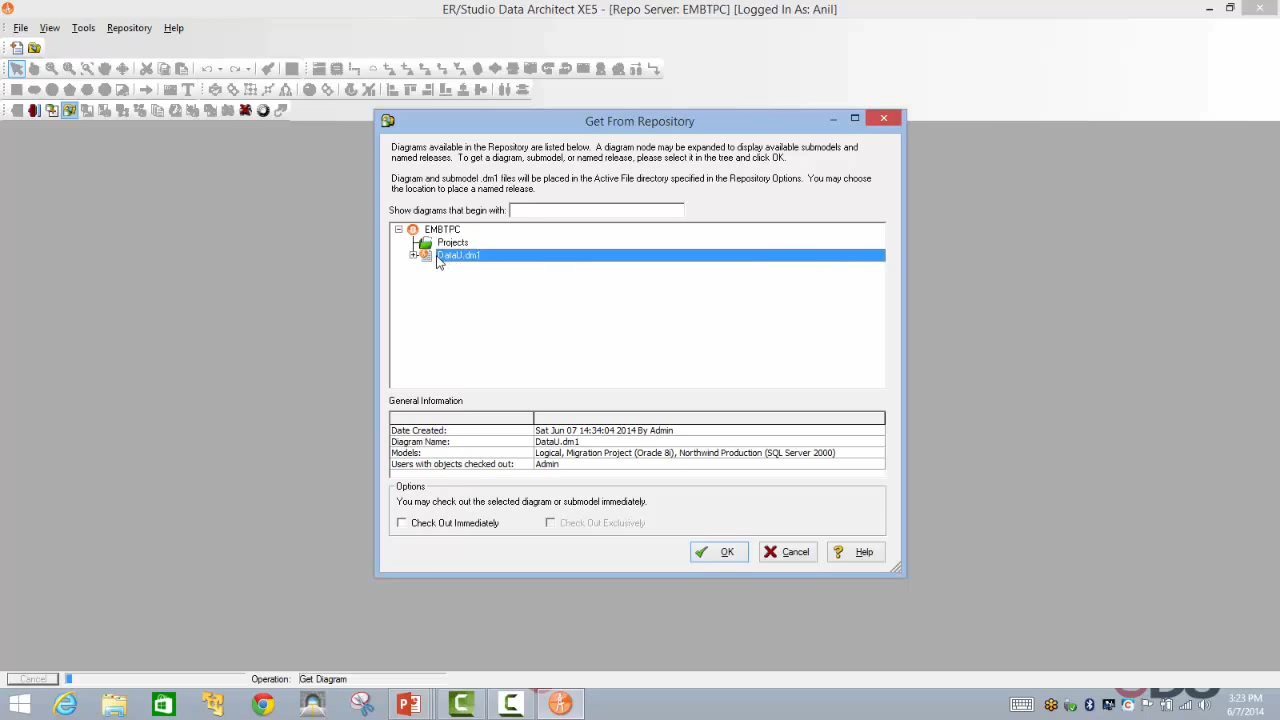 ER/Studio Data Architect XE5 - [Repo Server: EMBTPC] [Logged In As: Anil]
File View Tools Repository Help
Get From Repository
Diagrams available in the Repository are listed below. A diagram node may be expanded to display available submodels and
named releases. To get a diagram, submodel, or named release, please select it in the tree and click OK.
Diagram and submodel .dm1 files will be placed in the Active File directory specified in the Repository Options. You may choose
the location to place a named release.
Show diagrams that begin with:
EMBTPC
Projects
DataU.dm1
General Information
Date Created: Sat Jun 07 14:34:04 2014 By Admin
Diagram Name: DataU.dm1
Models: Logical, Migration Project (Oracle 8i), Northwind Production (SQL Server 2000)
Users with objects checked out: Admin
Options
You may check out the selected diagram or submodel immediately.
Check Out Immediately Check Out Exclusively
OK Cancel Help
Cancel Operation: Get Diagram
3:23 PM
6/7/2014